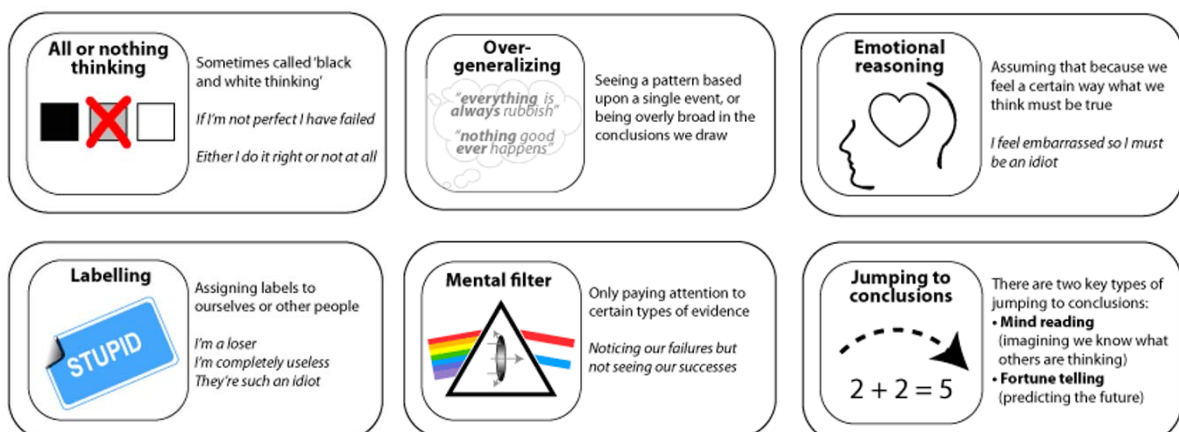 All or nothing
thinking
Sometimes called 'black
and white thinking'
If I'm not perfect I have failed
Either I do it right or not at all
Over-
generalizing
"everything is
always rubbish"
"nothing good
ever happens"
Seeing a pattern based
upon a single event, or
being overly broad in the
conclusions we draw
Emotional
reasoning
Assuming that because we
feel a certain way what we
think must be true
I feel embarrassed so I must
be an idiot
Labelling
STUPID
Assigning labels to
ourselves or other people
I'm a loser
I'm completely useless
They're such an idiot
Mental filter
Only paying attention to
certain types of evidence
Noticing our failures but
not seeing our successes
Jumping to
conclusions
2 + 2 = 5
There are two key types of
jumping to conclusions:
• Mind reading
(imagining we know what
others are thinking)
• Fortune telling
(predicting the future)